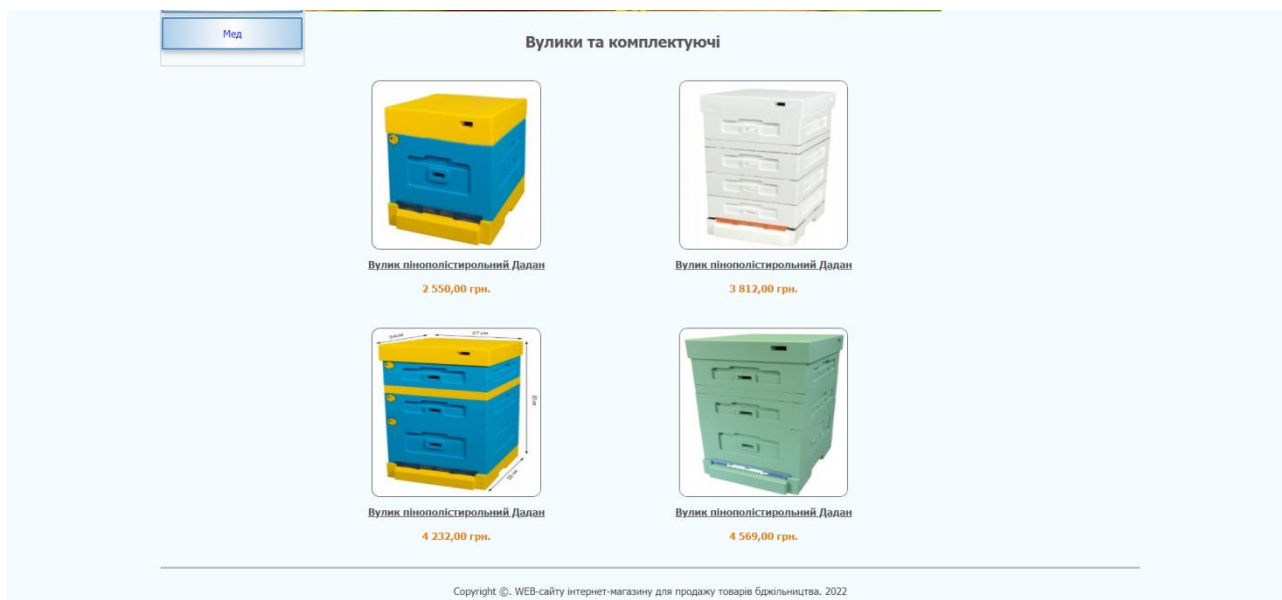 Мед
Вулики та комплектуючі
Вулик пінополістирольний Дадан
2 550,00 грн.
Вулик пінополістирольний Дадан
3 812,00 грн.
47 см
Вулик пінополістирольний Дадан
4 232,00 грн.
Вулик пінополістирольний Дадан
4 569,00 грн.
Copyright ©. WEB-сайту інтернет-магазину для продажу товарів бджільництва. 2022